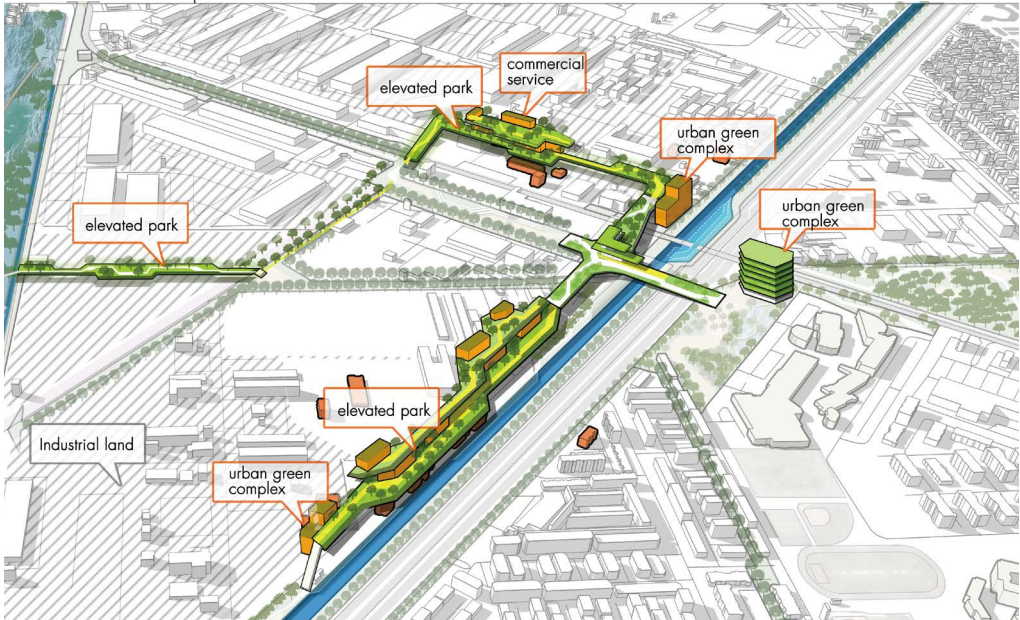 commercial
service
elevated park
urban green
complex
urban green
complex
elevated park
elevated park
Industrial land
urban green
complex